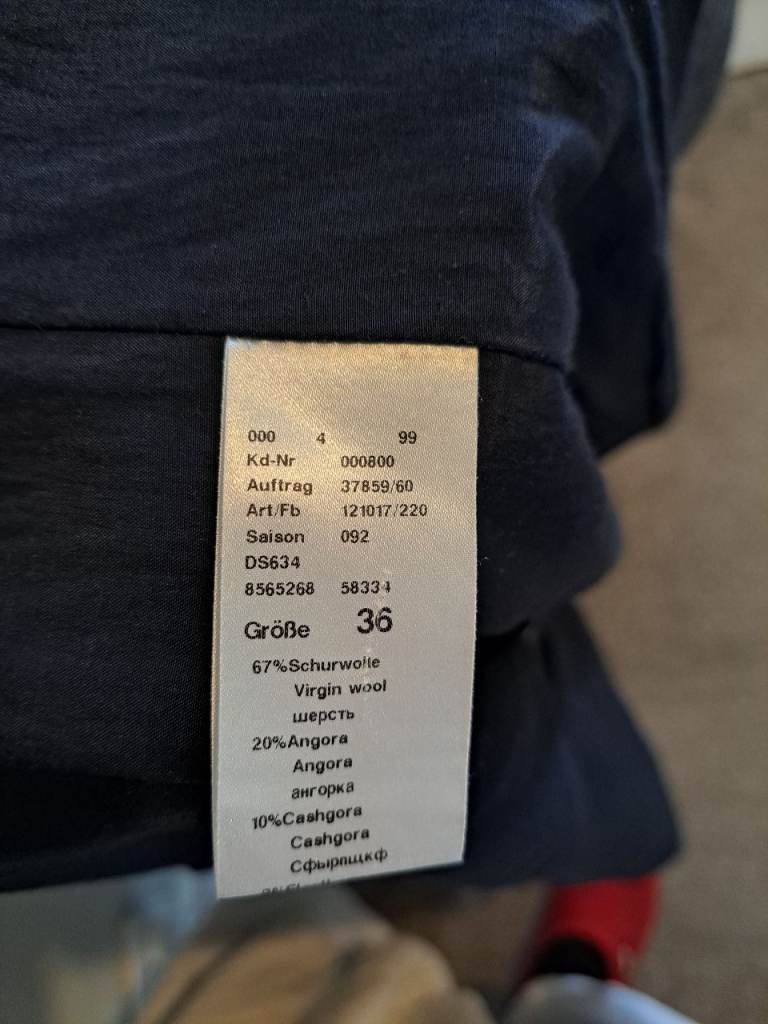 000 4 99
Kd-Nr 000800
Auftrag 37859/60
Art/Fb 121017/220
Saison 092
DS634
8565268 58334
Größe 36
67%Schurwolle
Virgin wool
шерсть
20%Angora
Angora
ангорка
10%Cashgora
Cashgora
Сфырпщкф